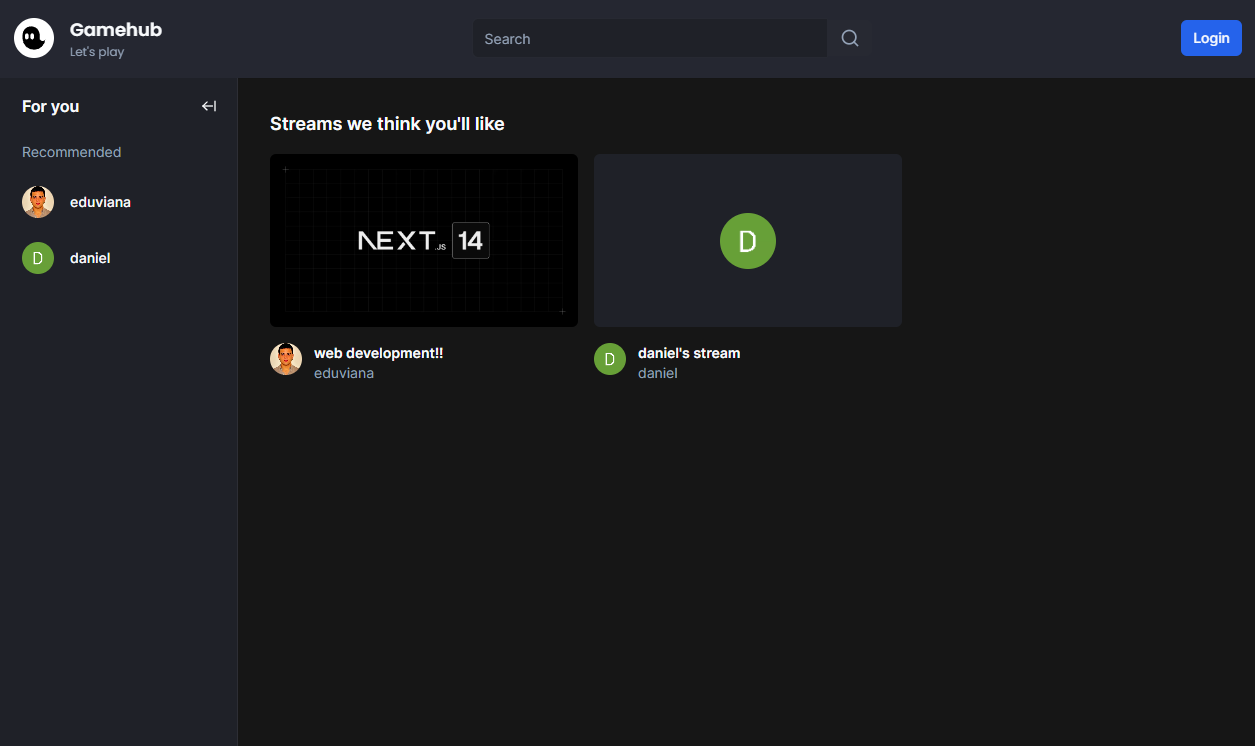 Gamehub
Let's play
Search
Login
For you
Recommended
eduviana
D
daniel
Streams we think you'll like
NEXT.JS 14
D
web development!!
eduviana
D
daniel's stream
daniel